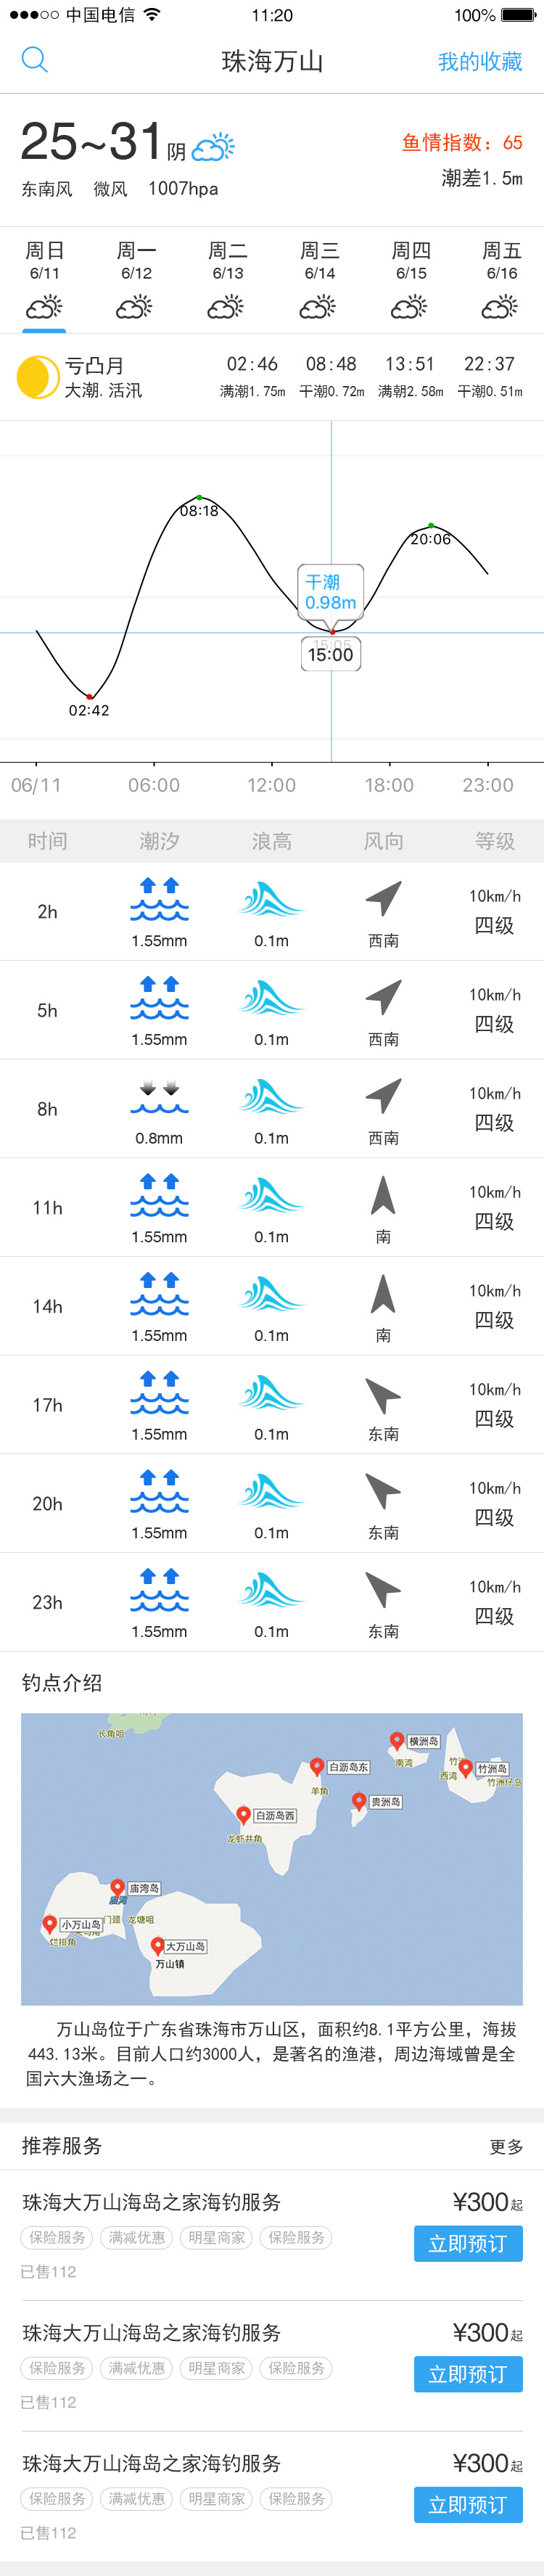 中国电信 11:20 100%
珠海万山 我的收藏
25~31阴 鱼情指数：65
东南风 微风 1007hpa 潮差1.5m
周日 周一 周二 周三 周四 周五
6/11 6/12 6/13 6/14 6/15 6/16
亏凸月 02:46 08:48 13:51 22:37
大潮.活汛 满潮1.75m 干潮0.72m 满朝2.58m 干潮0.51m
08:18
20:06
干潮
0.98m
15:05
15:00
02:42
06/11 06:00 12:00 18:00 23:00
时间 潮汐 浪高 风向 等级
2h 1.55mm 0.1m 西南 10km/h 四级
5h 1.55mm 0.1m 西南 10km/h 四级
8h 0.8mm 0.1m 西南 10km/h 四级
11h 1.55mm 0.1m 南 10km/h 四级
14h 1.55mm 0.1m 南 10km/h 四级
17h 1.55mm 0.1m 东南 10km/h 四级
20h 1.55mm 0.1m 东南 10km/h 四级
23h 1.55mm 0.1m 东南 10km/h 四级
钓点介绍
长角咀
横洲岛
南湾
竹洲岛
西湾
竹洲仔岛
白沥岛东
羊角
贵洲岛
白沥岛西
龙虾井角
庙湾岛
庙湾
小万山岛
门颈 龙塘咀
烂排角
大万山岛
万山镇
万山岛位于广东省珠海市万山区，面积约8.1平方公里，海拔
443.13米。目前人口约3000人，是著名的渔港，周边海域曾是全
国六大渔场之一。
推荐服务 更多
珠海大万山海岛之家海钓服务 ¥300起
保险服务 满减优惠 明星商家 保险服务 立即预订
已售112
珠海大万山海岛之家海钓服务 ¥300起
保险服务 满减优惠 明星商家 保险服务 立即预订
已售112
珠海大万山海岛之家海钓服务 ¥300起
保险服务 满减优惠 明星商家 保险服务 立即预订
已售112